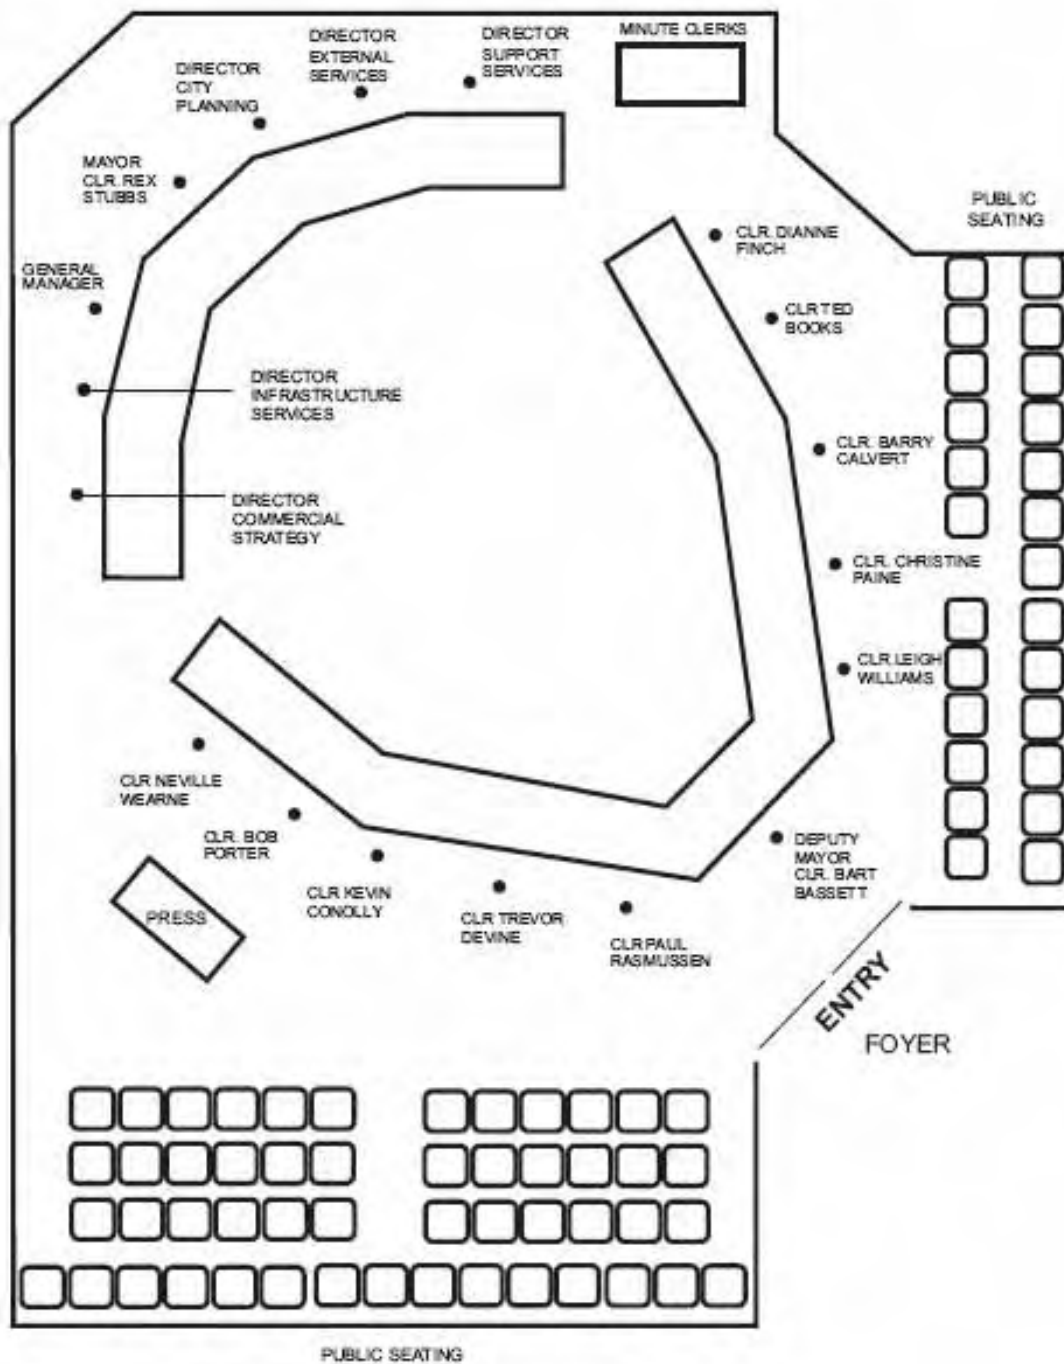 DIRECTOR
EXTERNAL
SERVICES
DIRECTOR
SUPPORT
SERVICES
MINUTE CLERKS
DIRECTOR
CITY
PLANNING
MAYOR
CLR. REX
STUBBS
GENERAL
MANAGER
DIRECTOR
INFRASTRUCTURE
SERVICES
DIRECTOR
COMMERCIAL
STRATEGY
PUBLIC
SEATING
CLR. DIANNE
FINCH
CLR TED
BOOKS
CLR. BARRY
CALVERT
CLR. CHRISTINE
PAINE
CLR. LEIGH
WILLIAMS
DEPUTY
MAYOR
CLR. BART
BASSETT
CLR NEVILLE
WEARNE
CLR. BOB
PORTER
CLR KEVIN
CONOLLY
CLR TREVOR
DEVINE
CLR PAUL
RASMUSSEN
PRESS
ENTRY
FOYER
PUBLIC SEATING